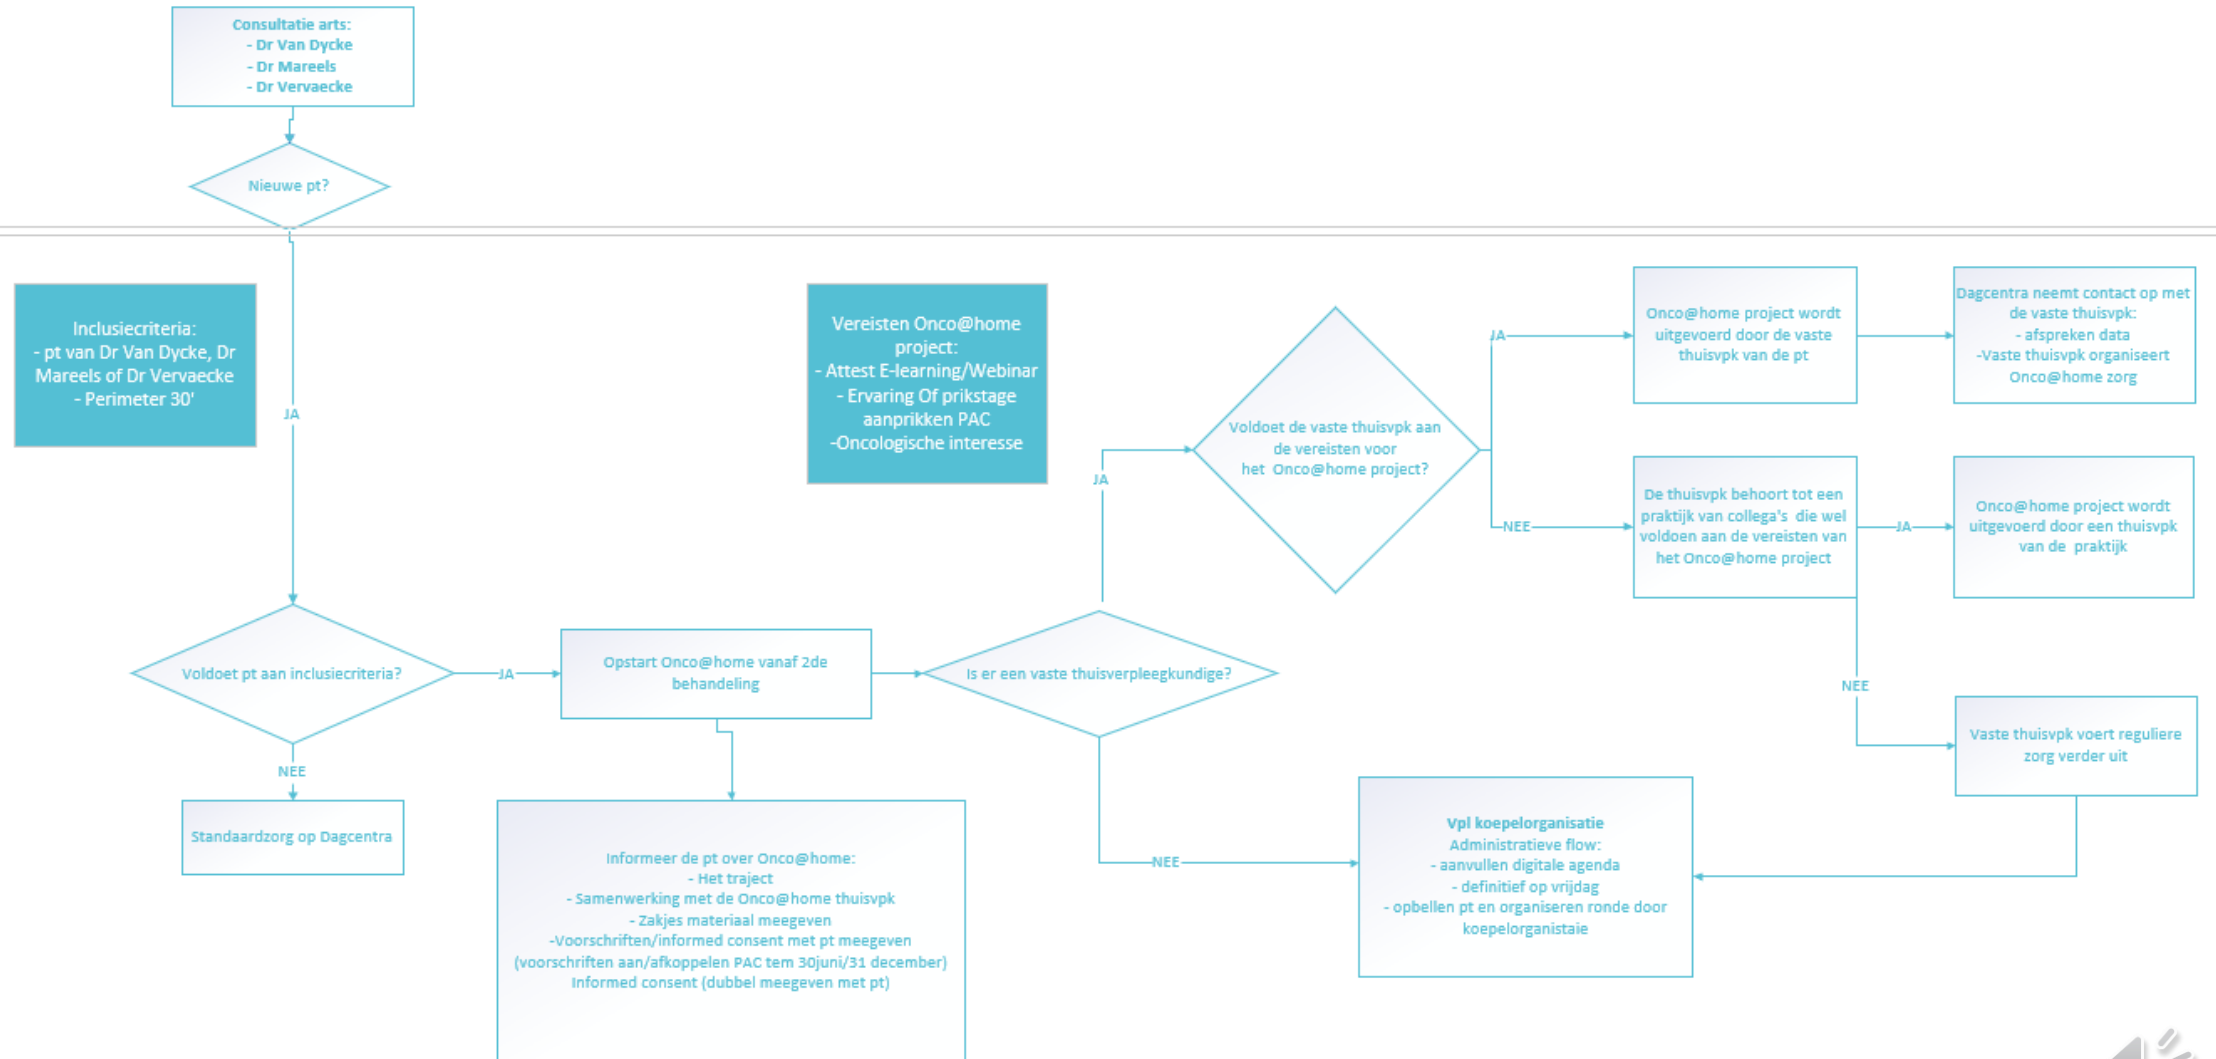 Consultatie arts:
- Dr Van Dycke
- Dr Mareels
- Dr Vervaecke
Nieuwe pt?
Inclusiecriteria:
- pt van Dr Van Dycke, Dr
Mareels of Dr Vervaecke
- Perimeter 30'
JA
Voldoet pt aan inclusiecriteria?
NEE
Standaardzorg op Dagcentra
JA
Opstart Onco@home vanaf 2de
behandeling
Informeer de pt over Onco@home:
- Het traject
- Samenwerking met de Onco@home thuisvpk
- Zakjes materiaal meegeven
-Voorschriften/informed consent met pt meegeven
(voorschriften aan/afkoppelen PAC tem 30juni/31 december)
Informed consent (dubbel meegeven met pt)
Vereisten Onco@home
project:
- Attest E-learning/Webinar
- Ervaring Of prikstage
aanprikken PAC
-Oncologische interesse
Is er een vaste thuisverpleegkundige?
JA
NEE
Voldoet de vaste thuisvpk aan
de vereisten voor
het Onco@home project?
JA
Onco@home project wordt
uitgevoerd door de vaste
thuisvpk van de pt
Dagcentra neemt contact op met
de vaste thuisvpk:
- afspreken data
-Vaste thuisvpk organiseert
Onco@home zorg
NEE
De thuisvpk behoort tot een
praktijk van collega's die wel
voldoen aan de vereisten van
het Onco@home project
JA
Onco@home project wordt
uitgevoerd door een thuisvpk
van de praktijk
NEE
Vaste thuisvpk voert reguliere
zorg verder uit
Vpl koepelorganisatie
Administratieve flow:
- aanvullen digitale agenda
- definitief op vrijdag
- opbellen pt en organiseren ronde door
koepelorganistaie